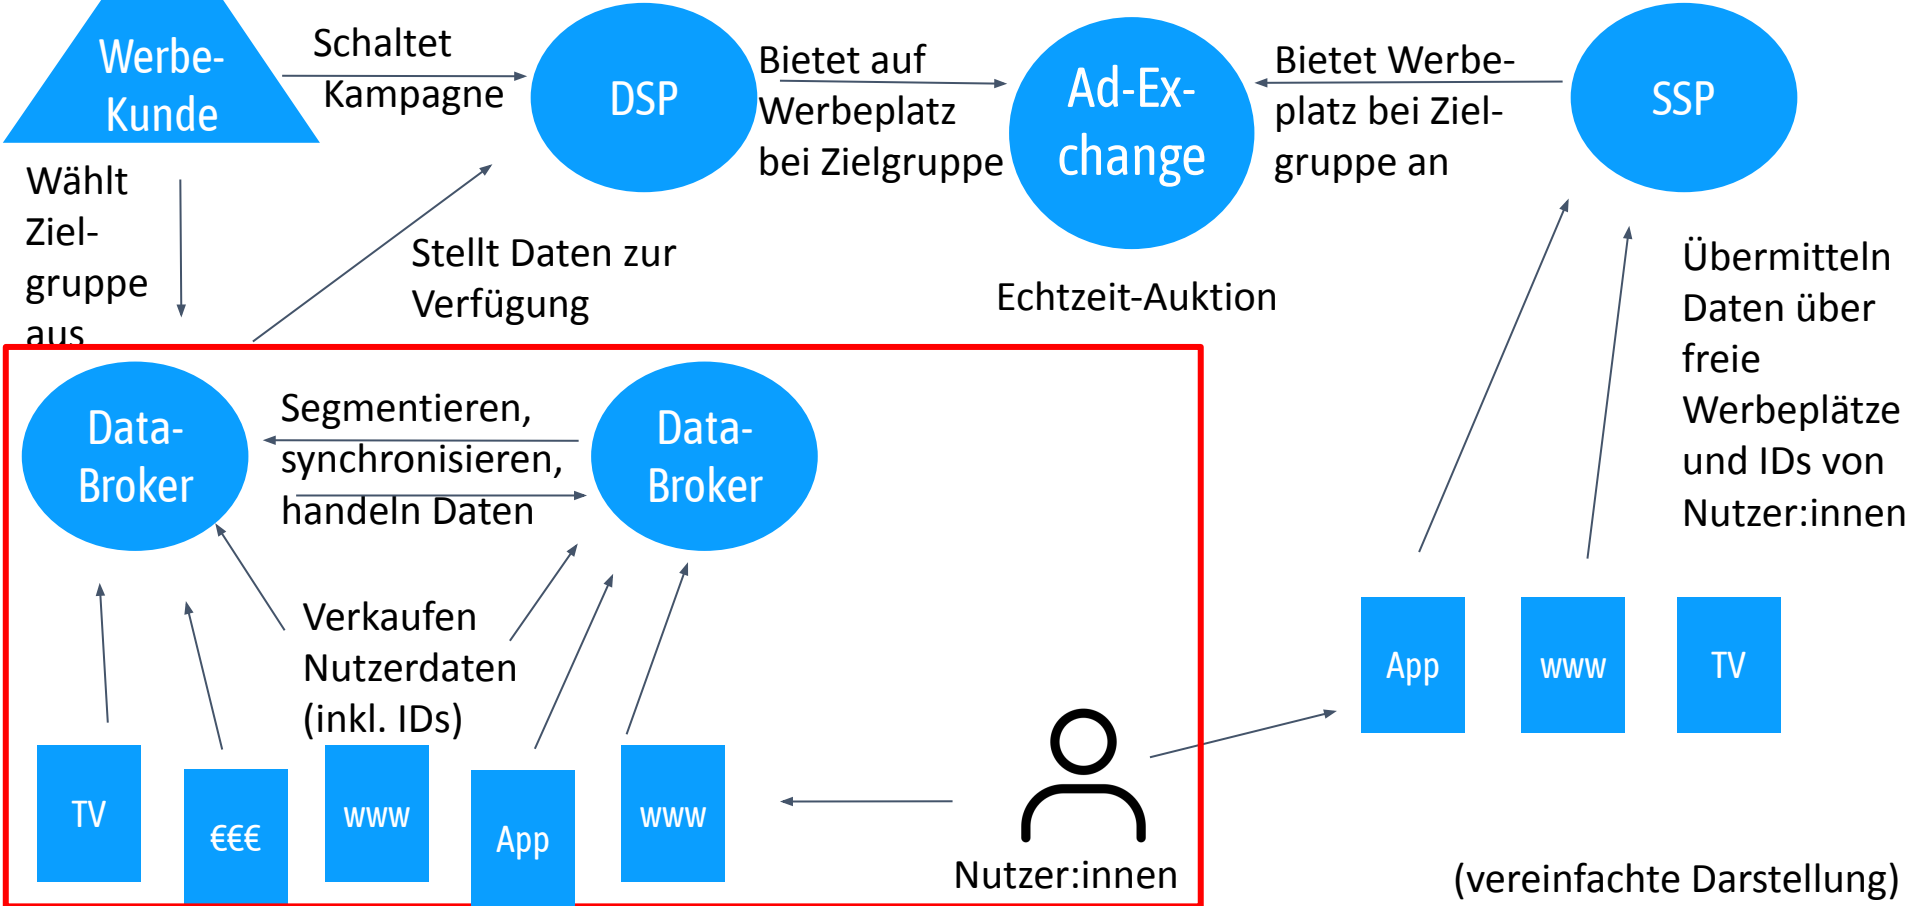 Werbe-
Kunde
Schaltet
Kampagne
DSP
Bietet auf
Werbeplatz
bei Zielgruppe
Ad-Ex-
change
Bietet Werbe-
platz bei Ziel-
gruppe an
SSP
Wählt
Ziel-
gruppe
aus
Stellt Daten zur
Verfügung
Echtzeit-Auktion
Übermitteln
Daten über
freie
Werbeplätze
und IDs von
Nutzer:innen
Data-
Broker
Segmentieren,
synchronisieren,
handeln Daten
Data-
Broker
Verkaufen
Nutzerdaten
(inkl. IDs)
App
www
TV
TV
€€€
www
App
www
Nutzer:innen
(vereinfachte Darstellung)